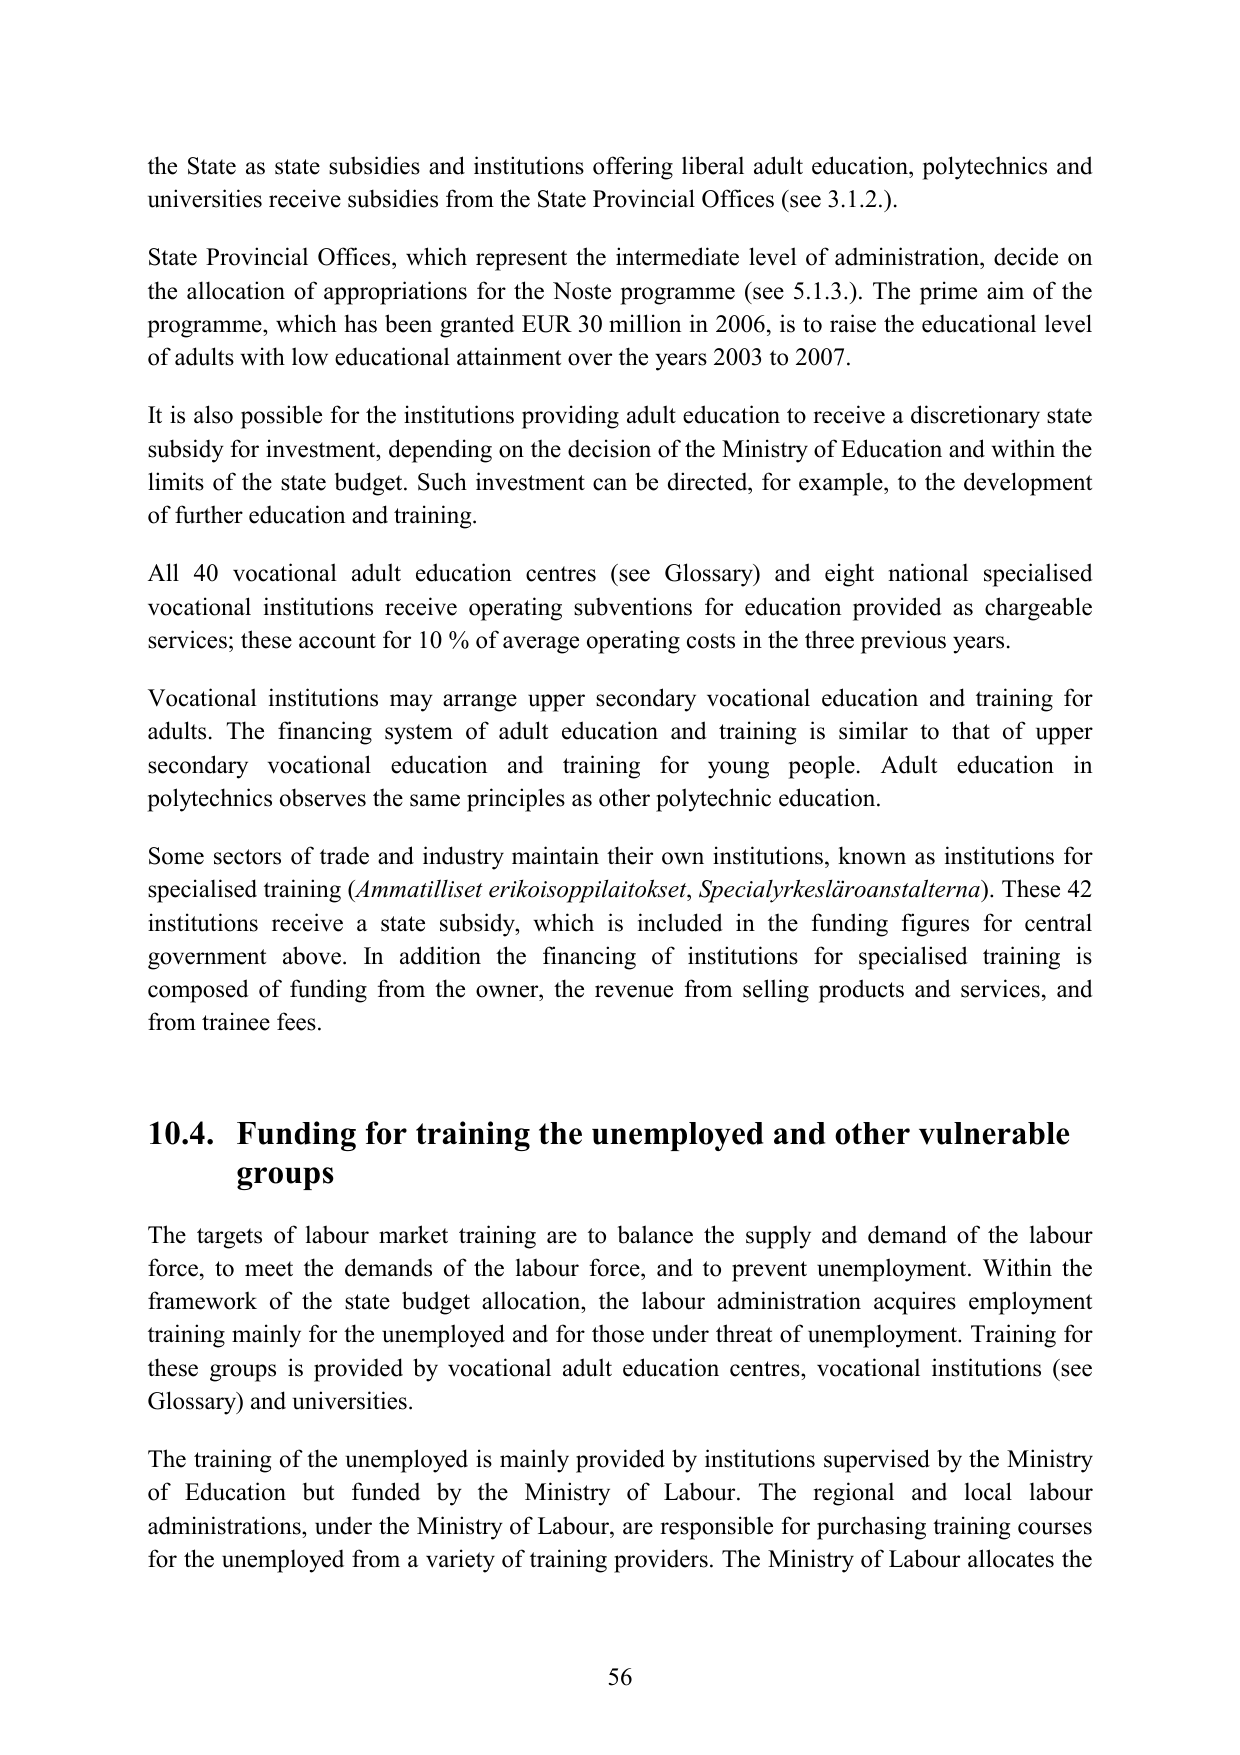 the State as state subsidies and institutions offering liberal adult education, polytechnics and
universities receive subsidies from the State Provincial Offices (see 3.1.2.).
State Provincial Offices, which represent the intermediate level of administration, decide on
the allocation of appropriations for the Noste programme (see 5.1.3.). The prime aim of the
programme, which has been granted EUR 30 million in 2006, is to raise the educational level
of adults with low educational attainment over the years 2003 to 2007.
It is also possible for the institutions providing adult education to receive a discretionary state
subsidy for investment, depending on the decision of the Ministry of Education and within the
limits of the state budget. Such investment can be directed, for example, to the development
of further education and training.
All 40 vocational adult education centres (see Glossary) and eight national specialised
vocational institutions receive operating subventions for education provided as chargeable
services; these account for 10 % of average operating costs in the three previous years.
Vocational institutions may arrange upper secondary vocational education and training for
adults. The financing system of adult education and training is similar to that of upper
secondary vocational education and training for young people. Adult education in
polytechnics observes the same principles as other polytechnic education.
Some sectors of trade and industry maintain their own institutions, known as institutions for
specialised training (Ammatilliset erikoisoppilaitokset, Specialyrkesläroanstalterna). These 42
institutions receive a state subsidy, which is included in the funding figures for central
government above. In addition the financing of institutions for specialised training is
composed of funding from the owner, the revenue from selling products and services, and
from trainee fees.
10.4. Funding for training the unemployed and other vulnerable
groups
The targets of labour market training are to balance the supply and demand of the labour
force, to meet the demands of the labour force, and to prevent unemployment. Within the
framework of the state budget allocation, the labour administration acquires employment
training mainly for the unemployed and for those under threat of unemployment. Training for
these groups is provided by vocational adult education centres, vocational institutions (see
Glossary) and universities.
The training of the unemployed is mainly provided by institutions supervised by the Ministry
of Education but funded by the Ministry of Labour. The regional and local labour
administrations, under the Ministry of Labour, are responsible for purchasing training courses
for the unemployed from a variety of training providers. The Ministry of Labour allocates the
56